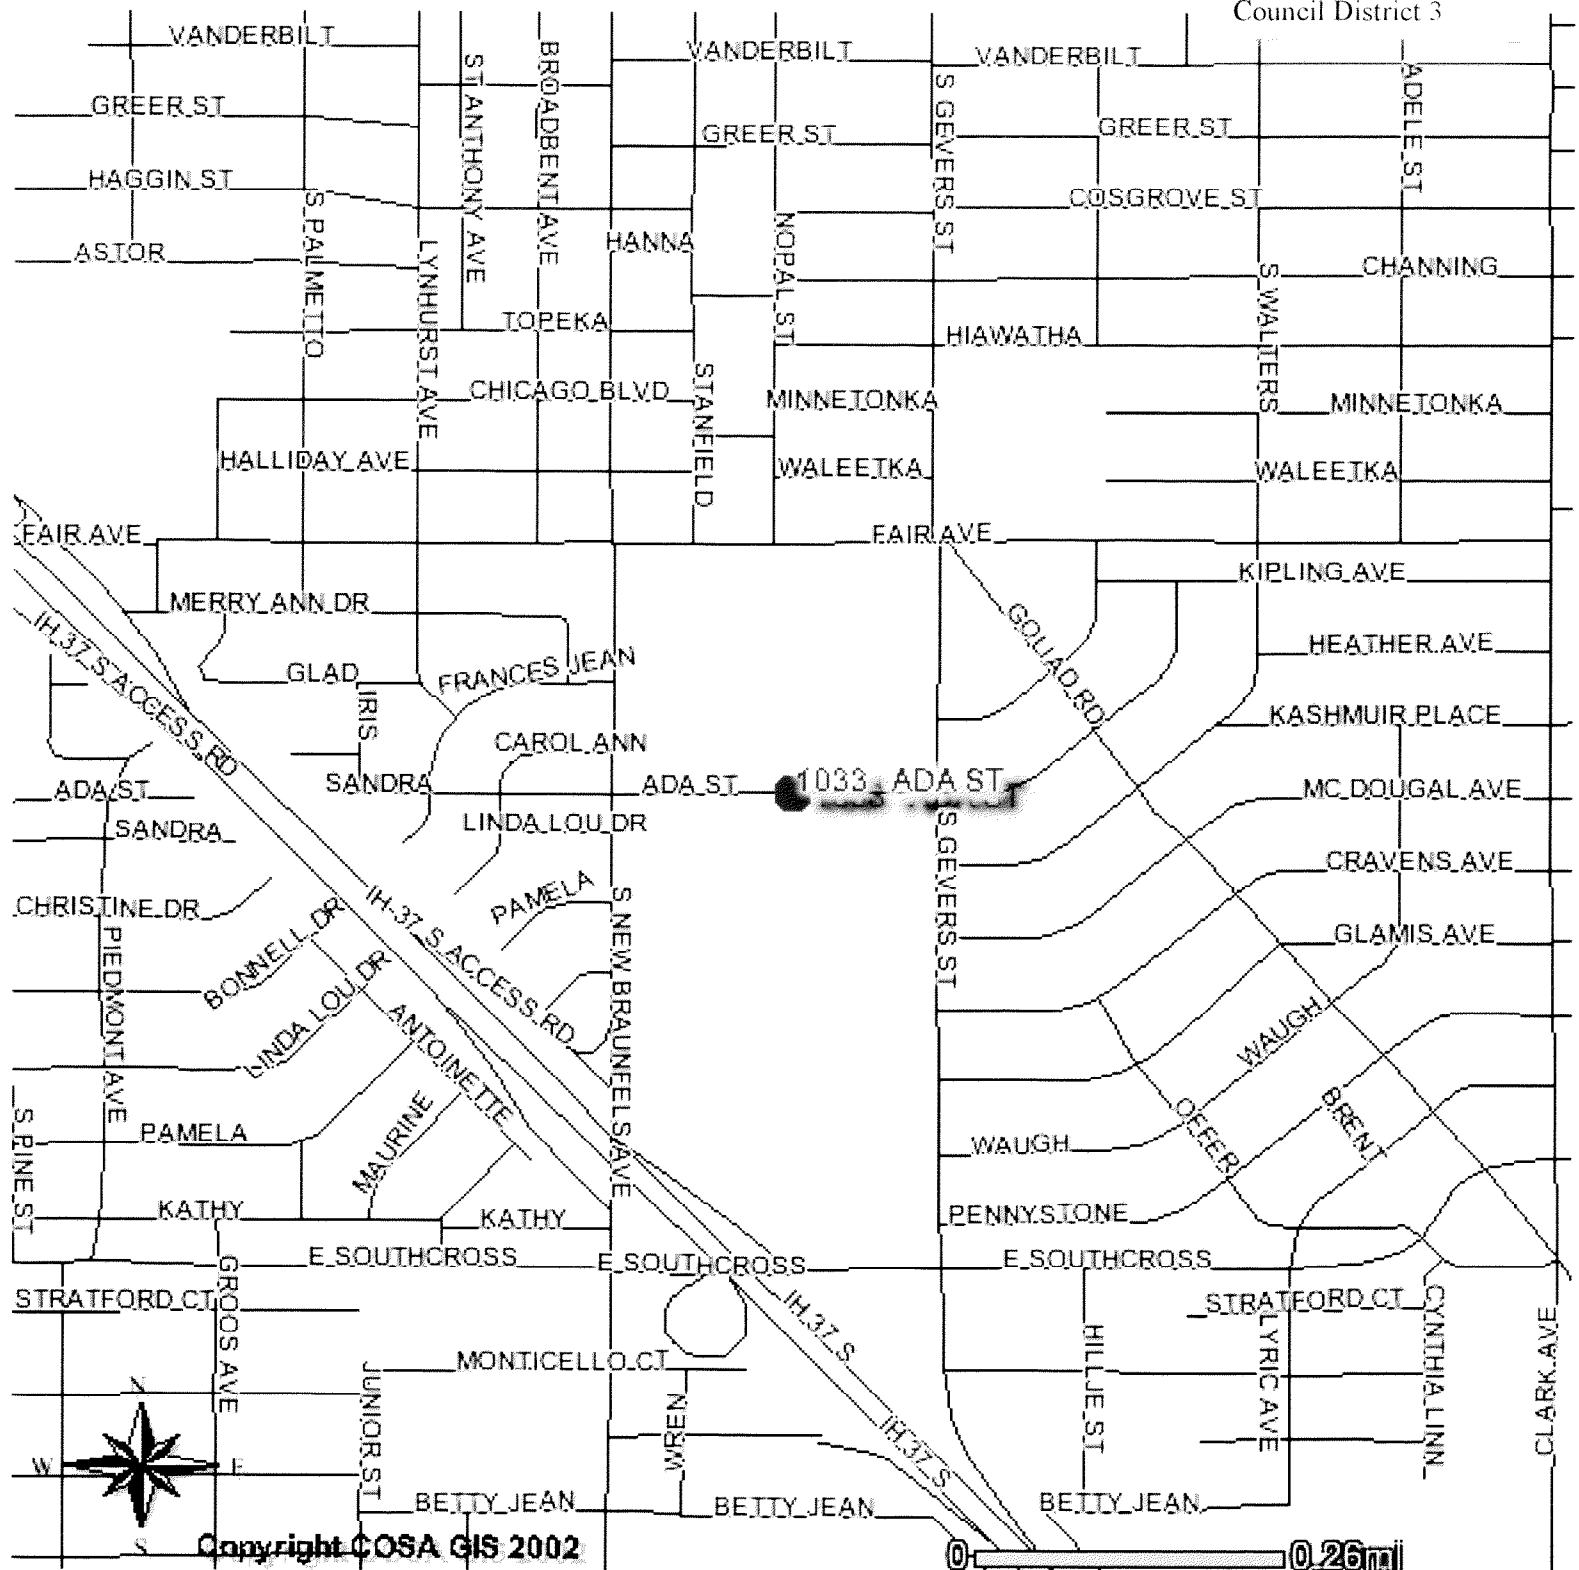 Council District 3
VANDERBILT
VANDERBILT
VANDERBILT
ST ANTHONY AVE
BROADBENT AVE
S GEVERS ST
ADELE ST
GREER ST
GREER ST
GREER ST
HAGGIN ST
COSGROVE ST
S PALMETTO
NOPAL ST
HANNA
ASTOR
LYNHURST AVE
S WALTERS
CHANNING
TOPEKA
HIAWATHA
STANFIELD
CHICAGO BLVD
MINNETONKA
MINNETONKA
HALLIDAY AVE
WALEETKA
WALEETKA
FAIR AVE
FAIR AVE
KIPLING AVE
MERRY ANN DR
GOLIAD RD
IH 37 S ACCESS RD
HEATHER AVE
GLAD
FRANCES JEAN
IRIS
KASHMUIR PLACE
CAROL ANN
ADA ST
SANDRA
ADA ST
1033 ADA ST
MC DOUGAL AVE
SANDRA
LINDA LOU DR
S GEVERS ST
CRAVENS AVE
CHRISTINE DR
BONNELL DR
IH-37 S ACCESS RD
PAMELA
S NEW BRAUNFELS AVE
GLAMIS AVE
PIEDMONT AVE
LINDA LOU DR
ANTOINETTE
WAUGH
MAURINE
OFFER
BRENT
S PINE ST
PAMELA
WAUGH
KATHY
KATHY
PENNYSTONE
E SOUTHCROSS
E SOUTHCROSS
E SOUTHCROSS
GROOS AVE
STRATFORD CT
IH 37 S
STRATFORD CT
HILLJE ST
LYRIC AVE
CYNTHIA LINN
CLARK AVE
MONTICELLO CT
JUNIOR ST
WREN
N
W
E
S
IH 37 S
BETTY JEAN
BETTY JEAN
BETTY JEAN
Copyright COSA GIS 2002
0
0.26mi